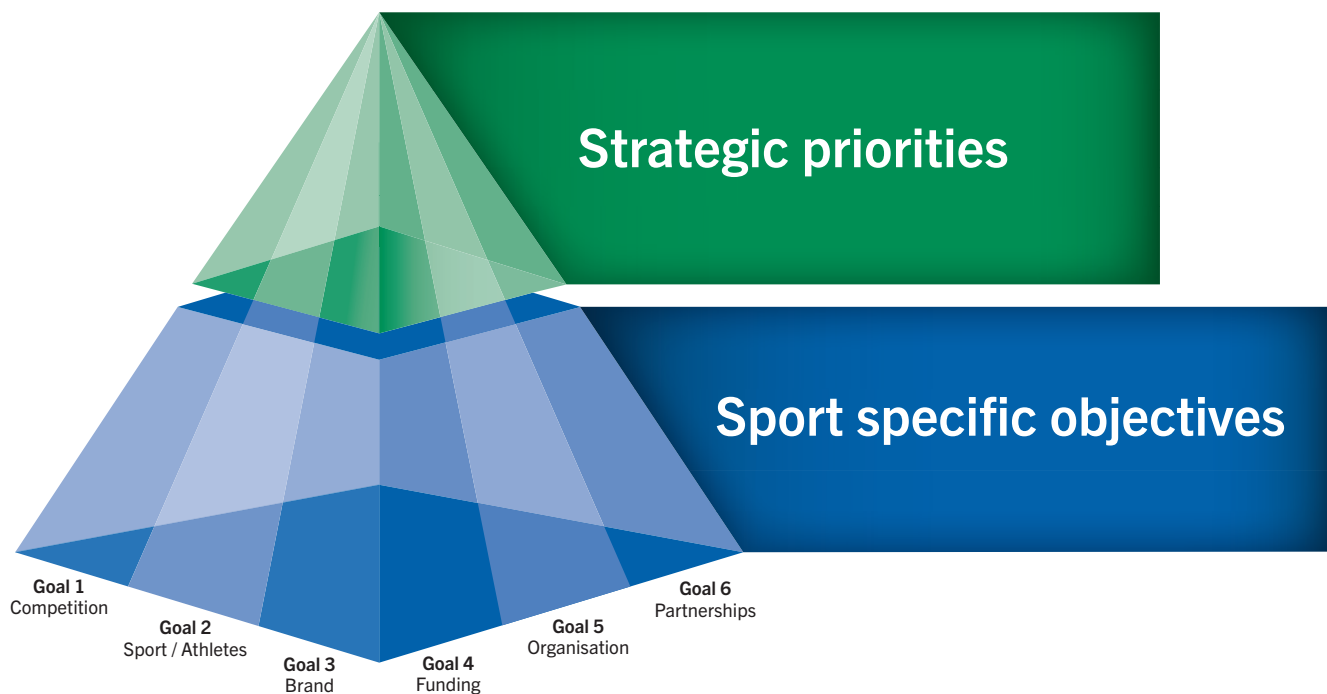 Strategic priorities
Sport specific objectives
Goal 1
Competition
Goal 2
Sport / Athletes
Goal 3
Brand
Goal 4
Funding
Goal 5
Organisation
Goal 6
Partnerships